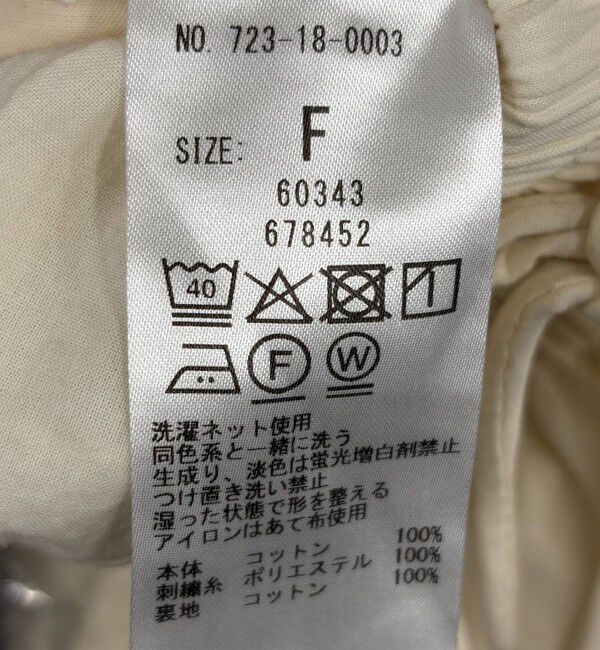 NO. 723-18-0003
SIZE: F
60343
678452
40
F W
洗濯ネット使用
同色系と一緒に洗う
生成り、淡色は蛍光増白剤禁止
つけ置き洗い禁止
湿った状態で形を整える
アイロンはあて布使用
本体 コットン 100%
刺繍糸 ポリエステル 100%
裏地 コットン 100%